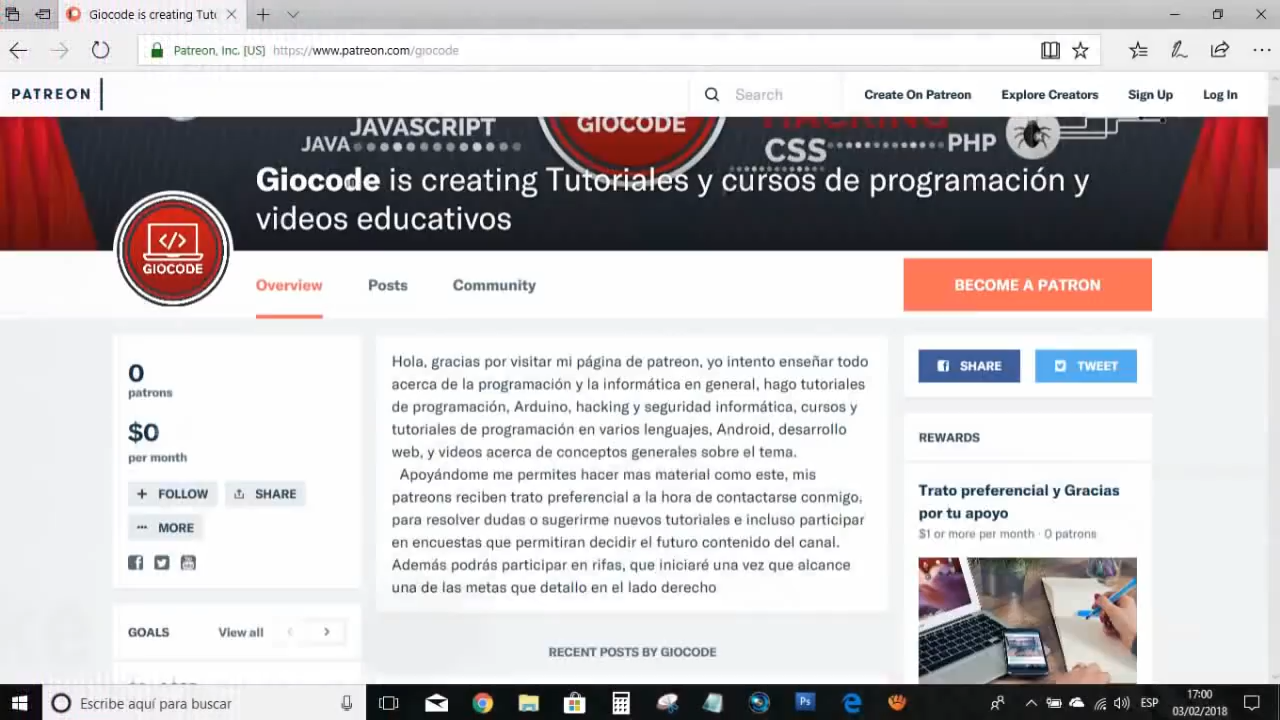 Giocode is creating Tuto
Patreon, Inc. [US] https://www.patreon.com/giocode
PATREON
Search
Create On Patreon
Explore Creators
Sign Up
Log In
JAVASCRIPT
JAVA
GIOCODE
HACKING
CSS
PHP
Giocode is creating Tutoriales y cursos de programación y
videos educativos
</> 
GIOCODE
Overview
Posts
Community
BECOME A PATRON
0
patrons
$0
per month
+ FOLLOW
SHARE
··· MORE
GOALS
View all
Hola, gracias por visitar mi página de patreon, yo intento enseñar todo
acerca de la programación y la informática en general, hago tutoriales
de programación, Arduino, hacking y seguridad informática, cursos y
tutoriales de programación en varios lenguajes, Android, desarrollo
web, y videos acerca de conceptos generales sobre el tema.
Apoyándome me permites hacer mas material como este, mis
patreons reciben trato preferencial a la hora de contactarse conmigo,
para resolver dudas o sugerirme nuevos tutoriales e incluso participar
en encuestas que permitiran decidir el futuro contenido del canal.
Además podrás participar en rifas, que iniciaré una vez que alcance
una de las metas que detallo en el lado derecho
RECENT POSTS BY GIOCODE
SHARE
TWEET
REWARDS
Trato preferencial y Gracias
por tu apoyo
$1 or more per month · 0 patrons
Escribe aquí para buscar
Ps
ESP
17:00
03/02/2018